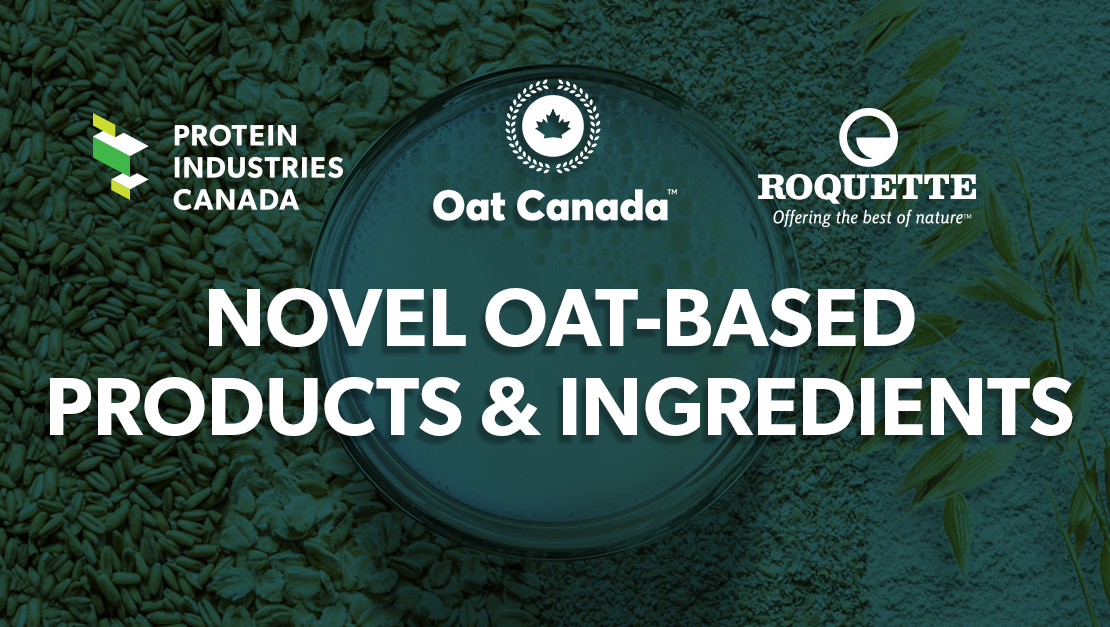 PROTEIN
INDUSTRIES
CANADA
Oat Canada™
ROQUETTE
Offering the best of nature™
NOVEL OAT-BASED
PRODUCTS & INGREDIENTS